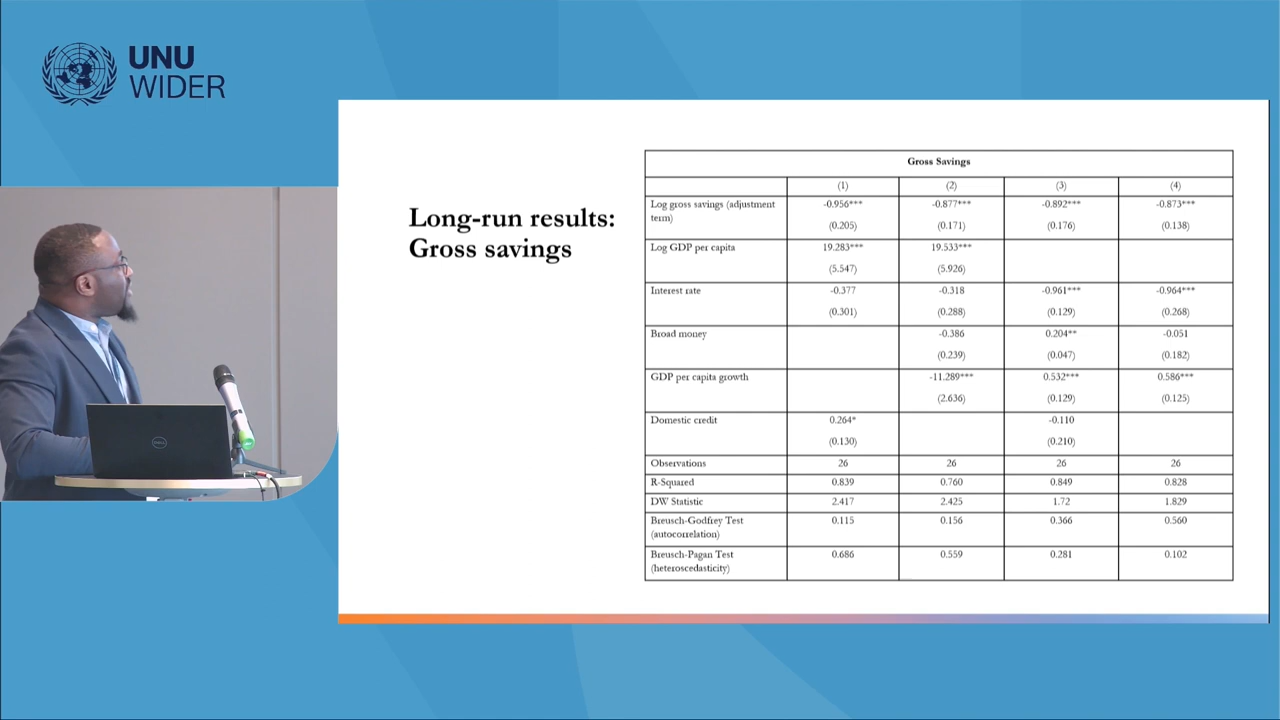 UNU
WIDER
Long-run results:
Gross savings
Gross Savings
(1) (2) (3) (4)
Log gross savings (adjustment term) -0.956*** -0.877*** -0.892*** -0.873***
(0.205) (0.171) (0.176) (0.138)
Log GDP per capita 19.283*** 19.533***
(5.547) (5.926)
Interest rate -0.377 -0.318 -0.961*** -0.964***
(0.301) (0.288) (0.129) (0.268)
Broad money -0.386 0.204** -0.051
(0.239) (0.047) (0.182)
GDP per capita growth -11.289*** 0.532*** 0.586***
(2.636) (0.129) (0.125)
Domestic credit 0.264* -0.110
(0.130) (0.210)
Observations 26 26 26 26
R-Squared 0.839 0.760 0.849 0.828
DW Statistic 2.417 2.425 1.72 1.829
Breusch-Godfrey Test (autocorrelation) 0.115 0.156 0.366 0.560
Breusch-Pagan Test (heteroscedasticity) 0.686 0.559 0.281 0.102